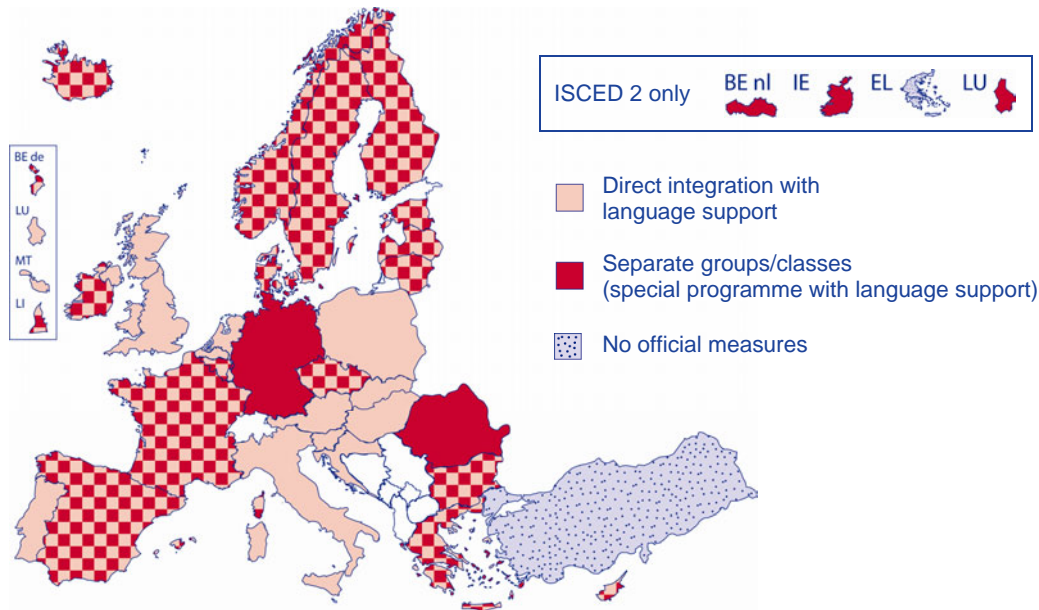 ISCED 2 only
BE nl IE EL LU
BE de
LU
MT
LI
Direct integration with
language support
Separate groups/classes
(special programme with language support)
No official measures